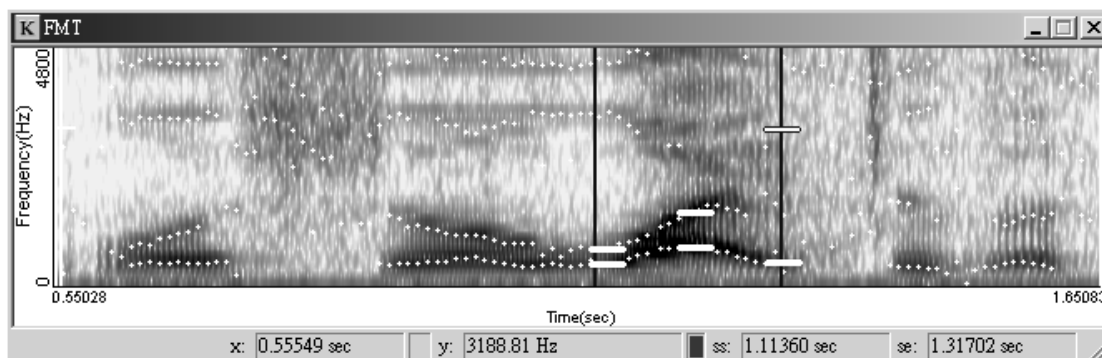 K FMT
4800
Frequency(Hz)
0
0.55028 1.65083
Time(sec)
x: 0.55549 sec y: 3188.81 Hz ss: 1.11360 sec se: 1.31702 sec